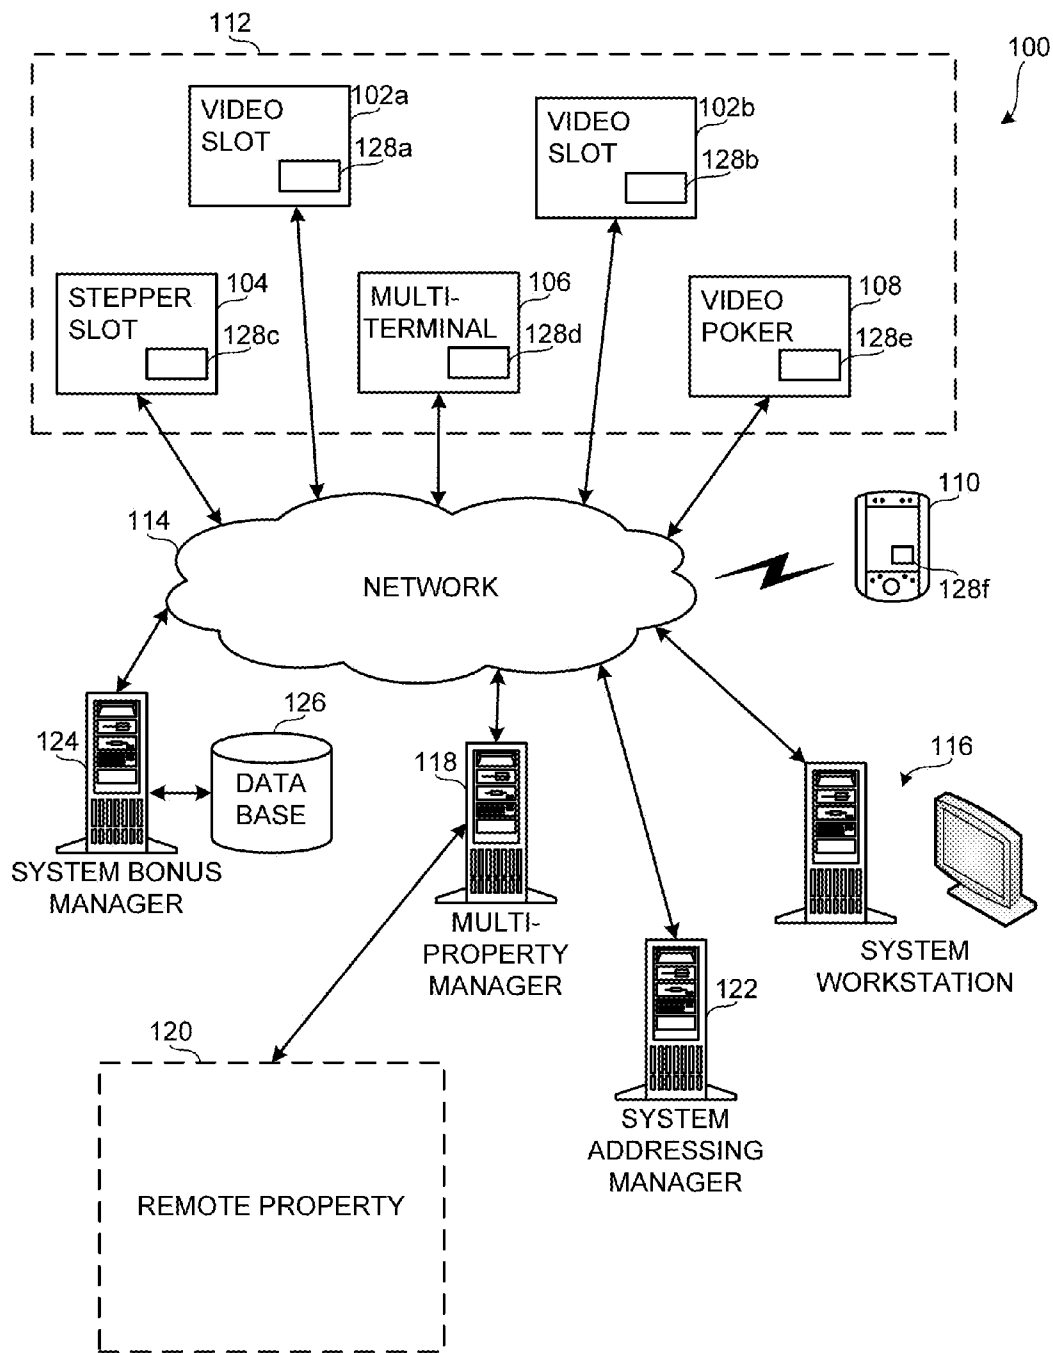 112
100
VIDEO
SLOT
102a
128a
VIDEO
SLOT
102b
128b
STEPPER
SLOT
104
128c
MULTI-
TERMINAL
106
128d
VIDEO
POKER
108
128e
110
128f
114
NETWORK
124
SYSTEM BONUS
MANAGER
126
DATA
BASE
118
MULTI-
PROPERTY
MANAGER
116
SYSTEM
WORKSTATION
122
SYSTEM
ADDRESSING
MANAGER
120
REMOTE PROPERTY